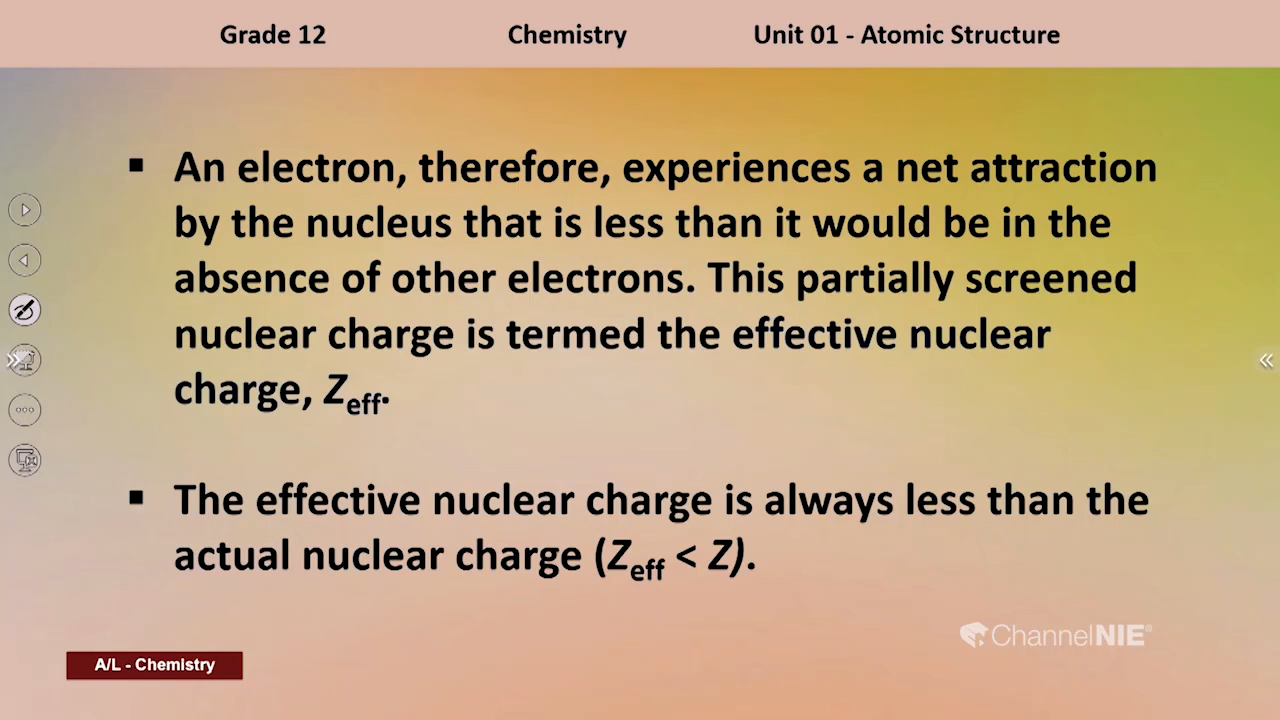 Grade 12 Chemistry Unit 01 - Atomic Structure
▪ An electron, therefore, experiences a net attraction
by the nucleus that is less than it would be in the
absence of other electrons. This partially screened
nuclear charge is termed the effective nuclear
charge, Zeff.
▪ The effective nuclear charge is always less than the
actual nuclear charge (Zeff < Z).
ChannelNIE®
A/L - Chemistry